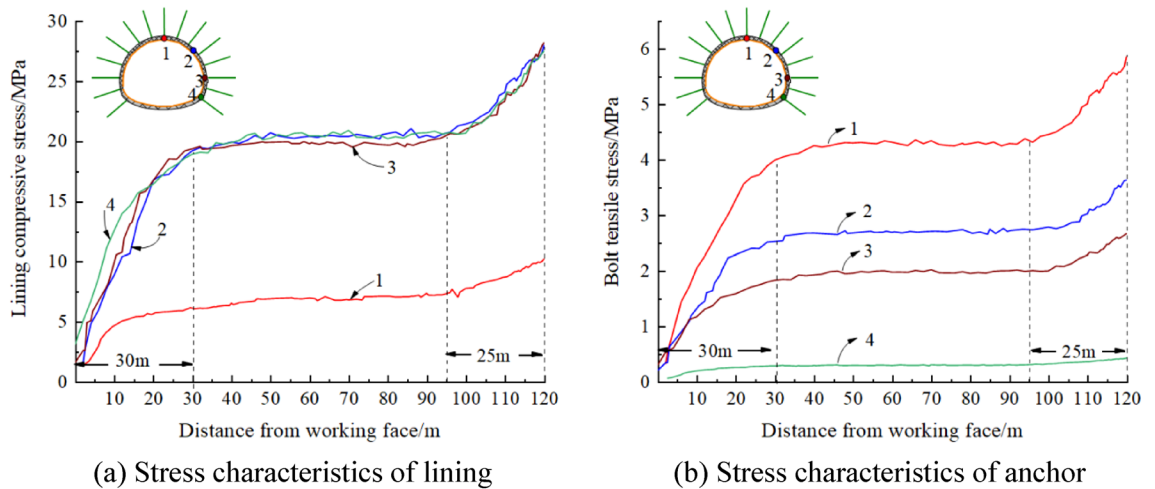 Lining compressive stress/MPa
30
25
20
15
10
5
0
1
2
3
4
4
2
3
1
30m
25m
10 20 30 40 50 60 70 80 90 100 110 120
Distance from working face/m
(a) Stress characteristics of lining
Bolt tensile stress/MPa
6
5
4
3
2
1
0
1
2
3
4
1
2
3
4
30m
25m
10 20 30 40 50 60 70 80 90 100 110 120
Distance from working face/m
(b) Stress characteristics of anchor